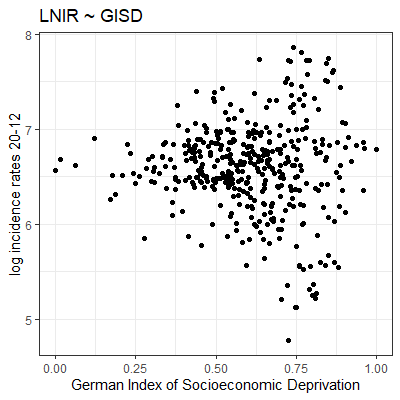 LNIR ~ GISD
8
7
6
5
log incidence rates 20-12
0.00 0.25 0.50 0.75 1.00
German Index of Socioeconomic Deprivation